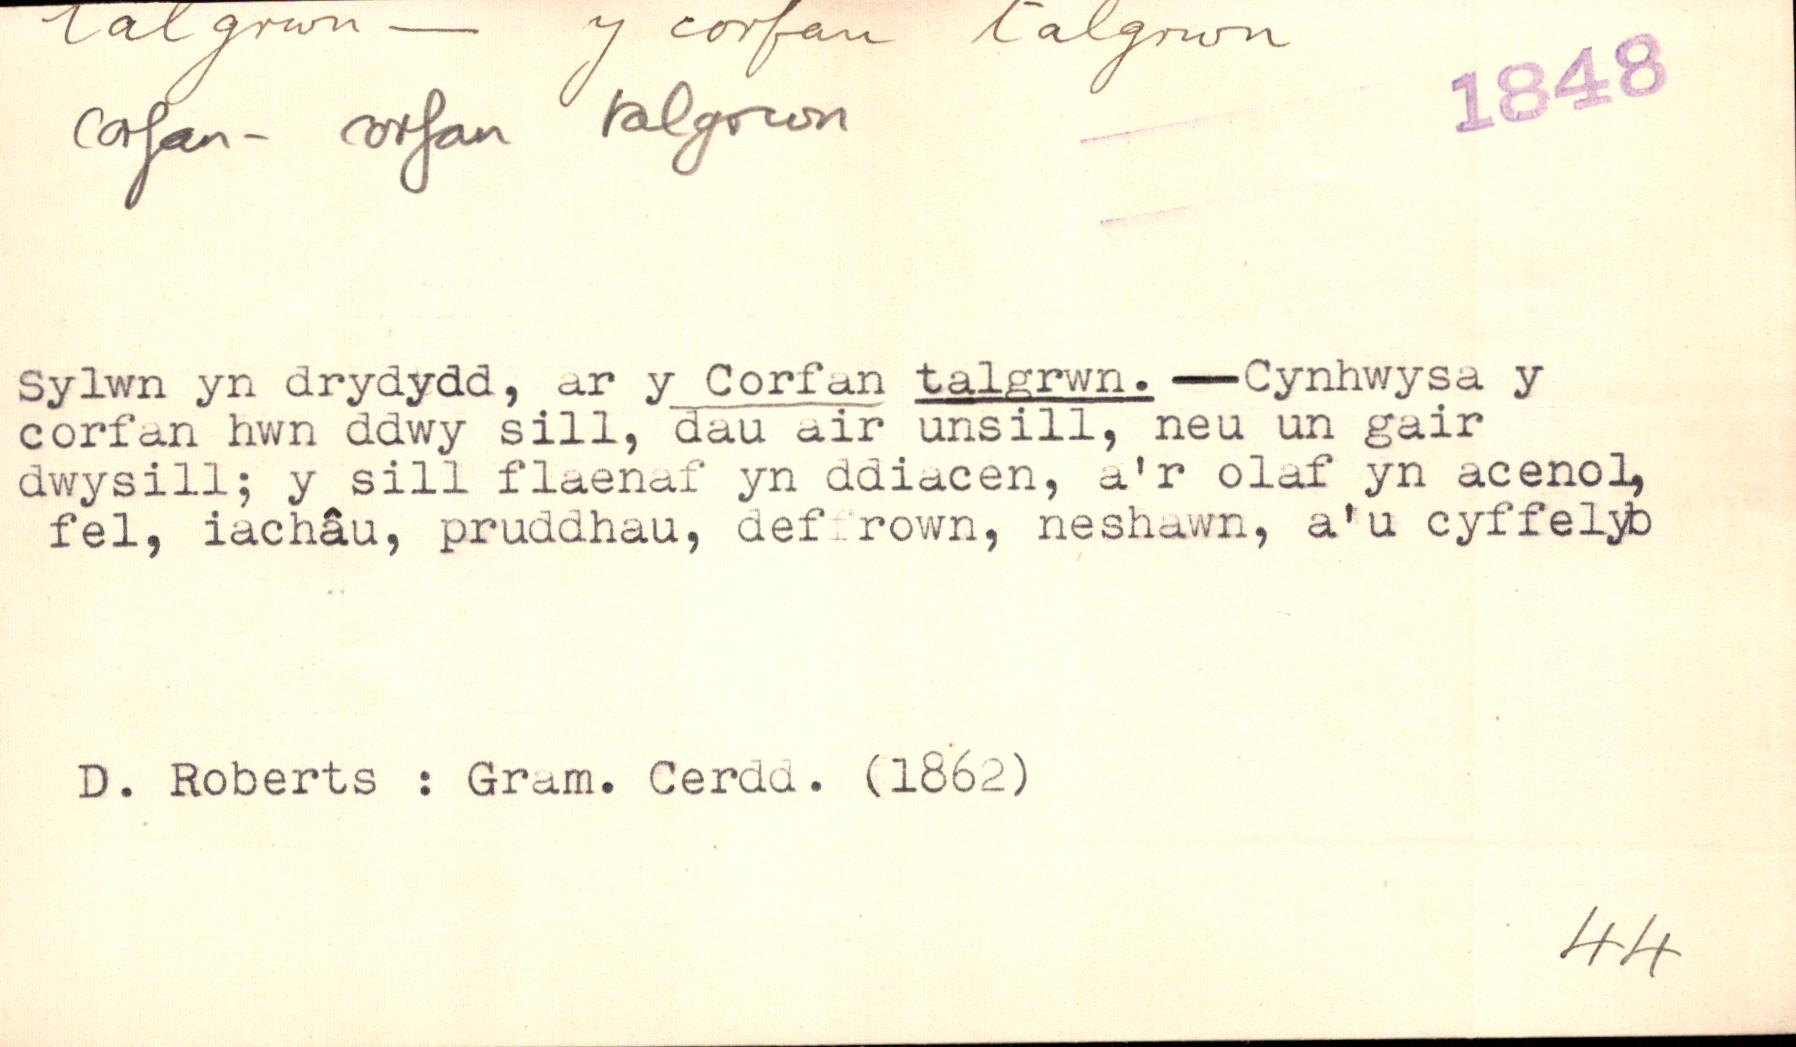 talgrwn — y corfan talgrwn
1848
corfan - corfan talgrwn
Sylwn yn drydydd, ar y Corfan talgrwn. —Cynhwysa y
corfan hwn ddwy sill, dau air unsill, neu un gair
dwysill; y sill flaenaf yn ddiacen, a'r olaf yn acenol,
fel, iachâu, pruddhau, deffrown, neshawn, a'u cyffelyb
D. Roberts : Gram. Cerdd. (1862)
44